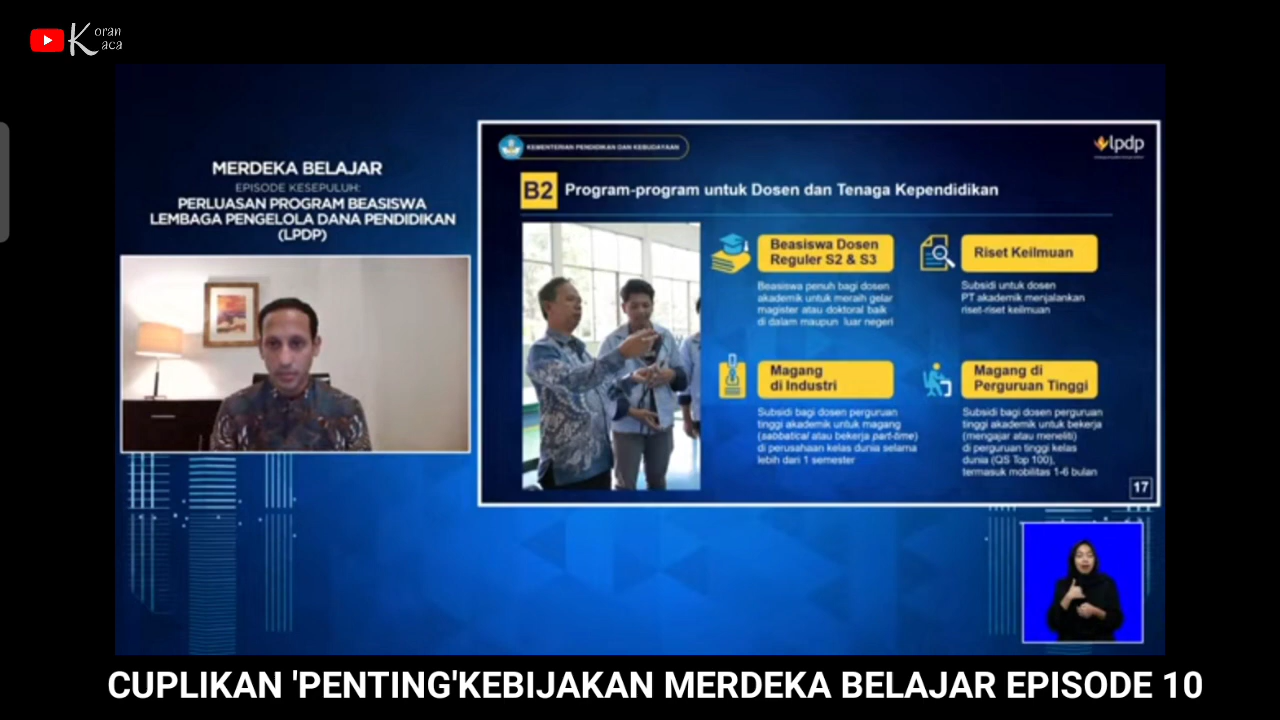 Koran
Kaca
MERDEKA BELAJAR
EPISODE KESEPULUH:
PERLUASAN PROGRAM BEASISWA
LEMBAGA PENGELOLA DANA PENDIDIKAN
(LPDP)
KEMENTERIAN PENDIDIKAN DAN KEBUDAYAAN
lpdp
B2 Program-program untuk Dosen dan Tenaga Kependidikan
Beasiswa Dosen
Reguler S2 & S3
Beasiswa penuh bagi dosen
akademik untuk meraih gelar
magister atau doktoral baik
di dalam maupun luar negeri
Riset Keilmuan
Subsidi untuk dosen
PT akademik menjalankan
riset-riset keilmuan
Magang
di Industri
Subsidi bagi dosen perguruan
tinggi akademik untuk magang
(sabbatical atau bekerja part-time)
di perusahaan kelas dunia selama
lebih dari 1 semester
Magang di
Perguruan Tinggi
Subsidi bagi dosen perguruan
tinggi akademik untuk bekerja
(mengajar atau meneliti)
di perguruan tinggi kelas
dunia (QS Top 100),
termasuk mobilitas 1-6 bulan
17
CUPLIKAN 'PENTING'KEBIJAKAN MERDEKA BELAJAR EPISODE 10